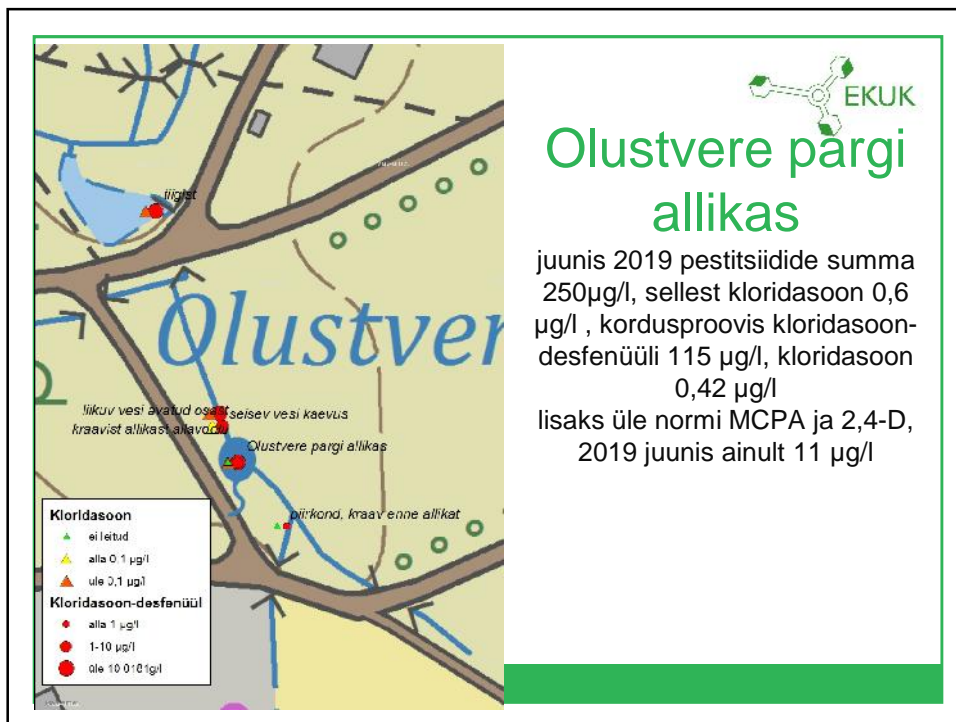 EKUK
Olustvere pargi
allikas
juunis 2019 pestitsiidide summa
250µg/l, sellest kloridasoon 0,6
µg/l , kordusproovis kloridasoon-
desfenüüli 115 µg/l, kloridasoon
0,42 µg/l
lisaks üle normi MCPA ja 2,4-D,
2019 juunis ainult 11 µg/l
tiigist
Olustver
liikuv vesi avatud osast
seisev vesi kaevus
kraavist allikast allavoolu
Olustvere pargi allikas
piirkond, kraav enne allikat
Kloridasoon
ei leitud
alla 0,1 µg/l
üle 0,1 µg/l
Kloridasoon-desfenüül
alla 1 µg/l
1-10 µg/l
üle 10 0181g/l